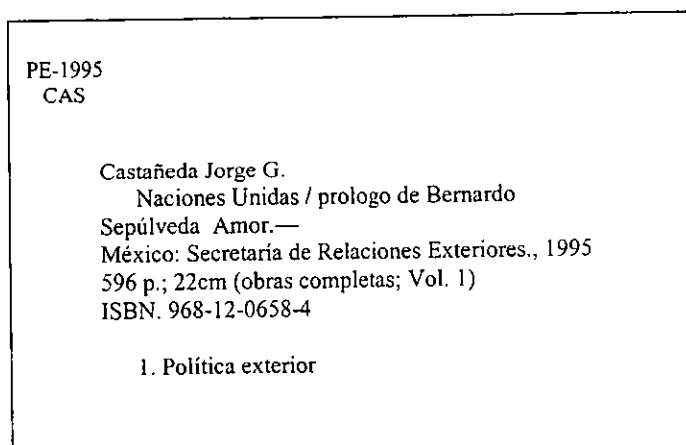 PE-1995
CAS
Castañeda Jorge G.
Naciones Unidas / prologo de Bernardo
Sepúlveda Amor.—
México: Secretaría de Relaciones Exteriores., 1995
596 p.; 22cm (obras completas; Vol. 1)
ISBN. 968-12-0658-4
1. Política exterior